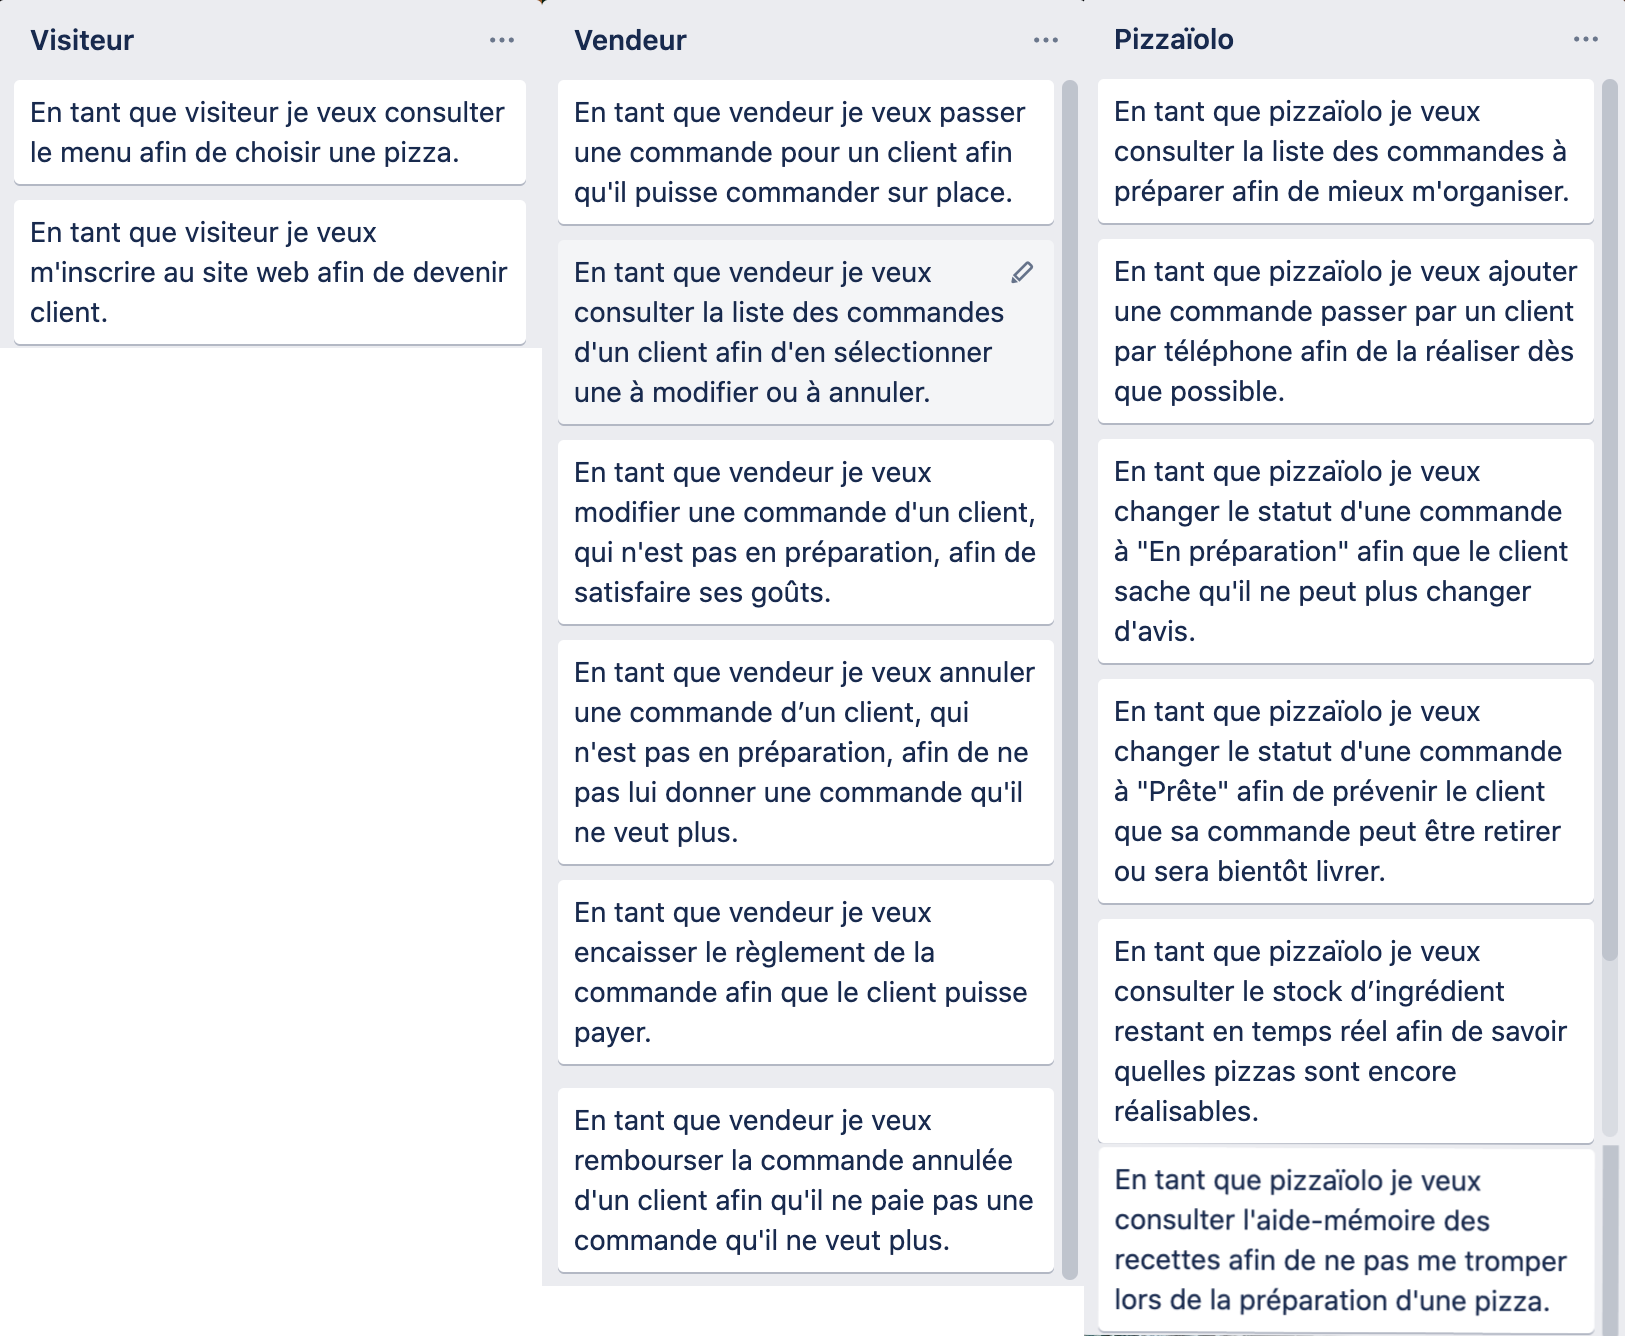 Visiteur
En tant que visiteur je veux consulter
le menu afin de choisir une pizza.
En tant que visiteur je veux
m'inscrire au site web afin de devenir
client.
Vendeur
En tant que vendeur je veux passer
une commande pour un client afin
qu'il puisse commander sur place.
En tant que vendeur je veux
consulter la liste des commandes
d'un client afin d'en sélectionner
une à modifier ou à annuler.
En tant que vendeur je veux
modifier une commande d'un client,
qui n'est pas en préparation, afin de
satisfaire ses goûts.
En tant que vendeur je veux annuler
une commande d’un client, qui
n'est pas en préparation, afin de ne
pas lui donner une commande qu'il
ne veut plus.
En tant que vendeur je veux
encaisser le règlement de la
commande afin que le client puisse
payer.
En tant que vendeur je veux
rembourser la commande annulée
d'un client afin qu'il ne paie pas une
commande qu'il ne veut plus.
Pizzaïolo
En tant que pizzaïolo je veux
consulter la liste des commandes à
préparer afin de mieux m'organiser.
En tant que pizzaïolo je veux ajouter
une commande passer par un client
par téléphone afin de la réaliser dès
que possible.
En tant que pizzaïolo je veux
changer le statut d'une commande
à "En préparation" afin que le client
sache qu'il ne peut plus changer
d'avis.
En tant que pizzaïolo je veux
changer le statut d'une commande
à "Prête" afin de prévenir le client
que sa commande peut être retirer
ou sera bientôt livrer.
En tant que pizzaïolo je veux
consulter le stock d’ingrédient
restant en temps réel afin de savoir
quelles pizzas sont encore
réalisables.
En tant que pizzaïolo je veux
consulter l'aide-mémoire des
recettes afin de ne pas me tromper
lors de la préparation d'une pizza.